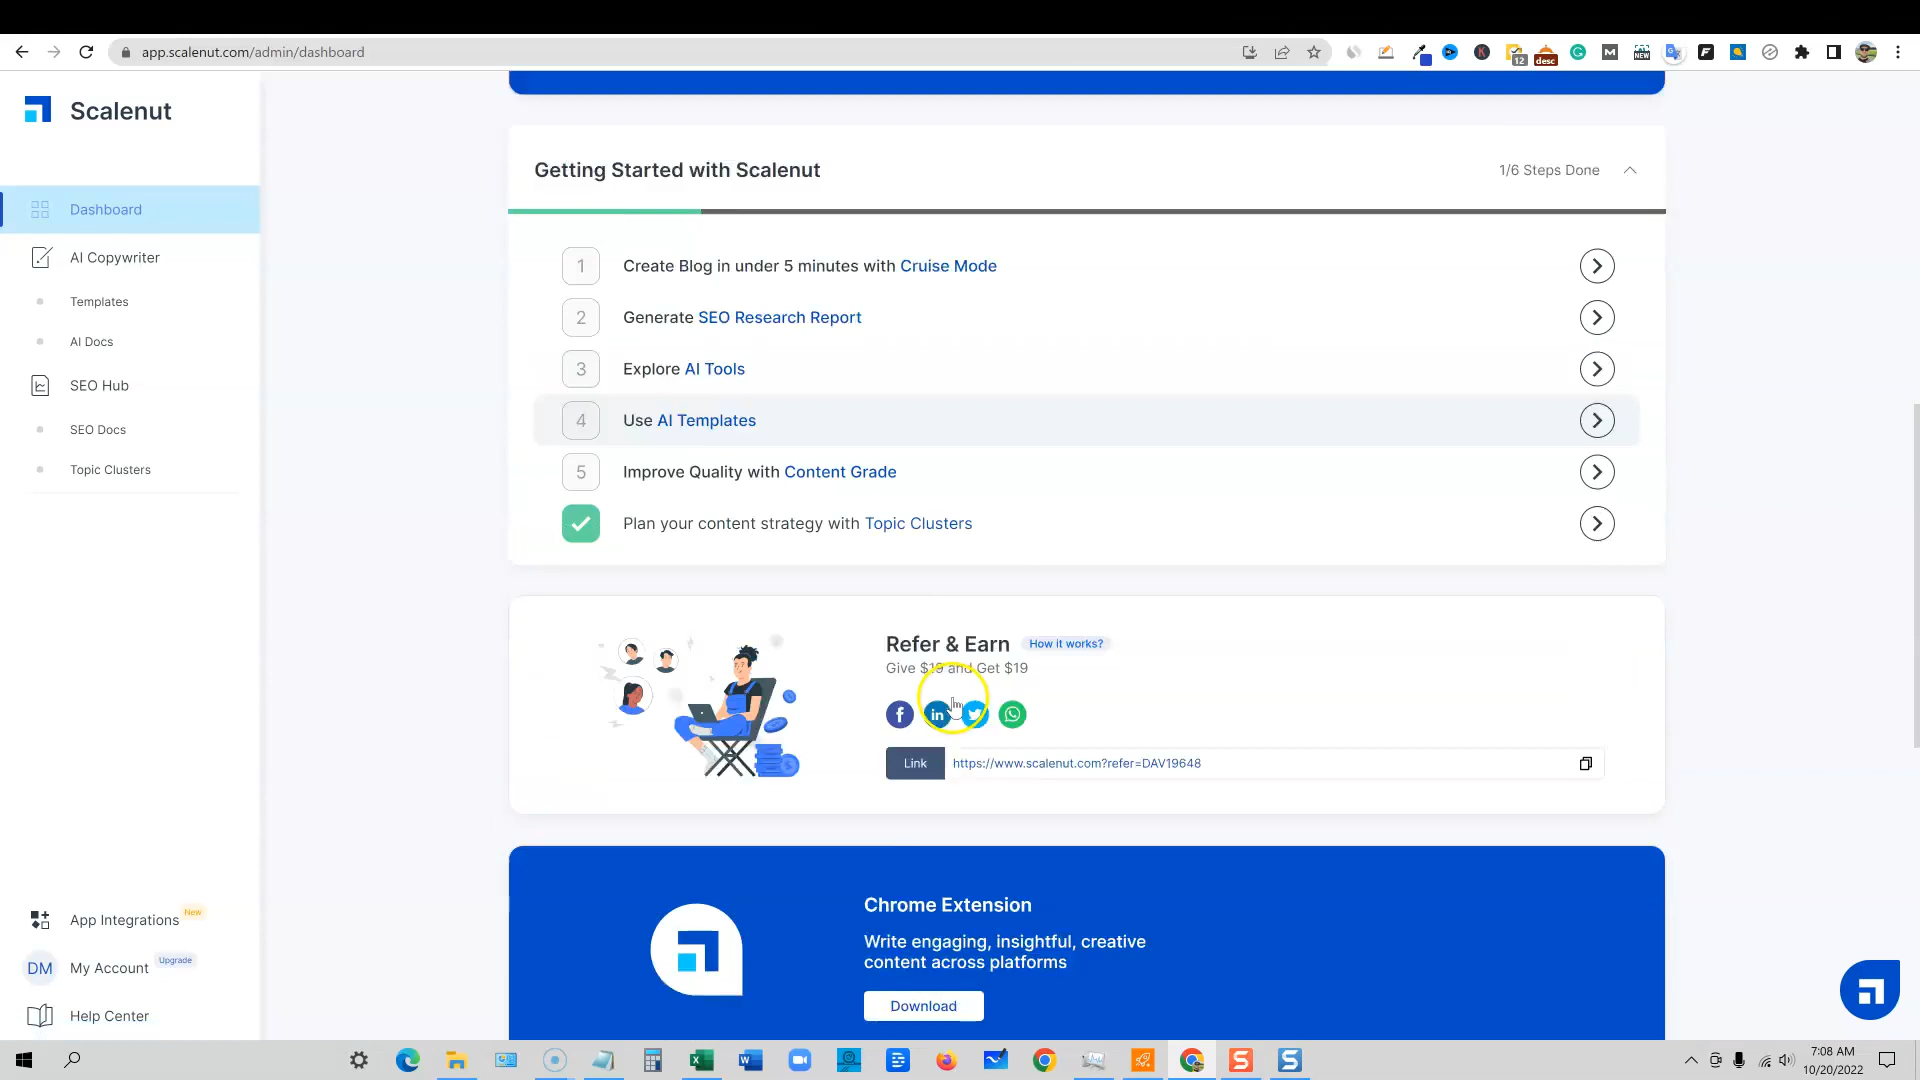 app.scalenut.com/admin/dashboard
12
desc
NEW
Scalenut
Dashboard
AI Copywriter
Templates
AI Docs
SEO Hub
SEO Docs
Topic Clusters
App Integrations New
DM My Account Upgrade
Help Center
Getting Started with Scalenut
1/6 Steps Done
1 Create Blog in under 5 minutes with Cruise Mode
2 Generate SEO Research Report
3 Explore AI Tools
4 Use AI Templates
5 Improve Quality with Content Grade
Plan your content strategy with Topic Clusters
Refer & Earn How it works?
Give $19 and Get $19
Link https://www.scalenut.com?refer=DAV19648
Chrome Extension
Write engaging, insightful, creative
content across platforms
Download
7:08 AM
10/20/2022